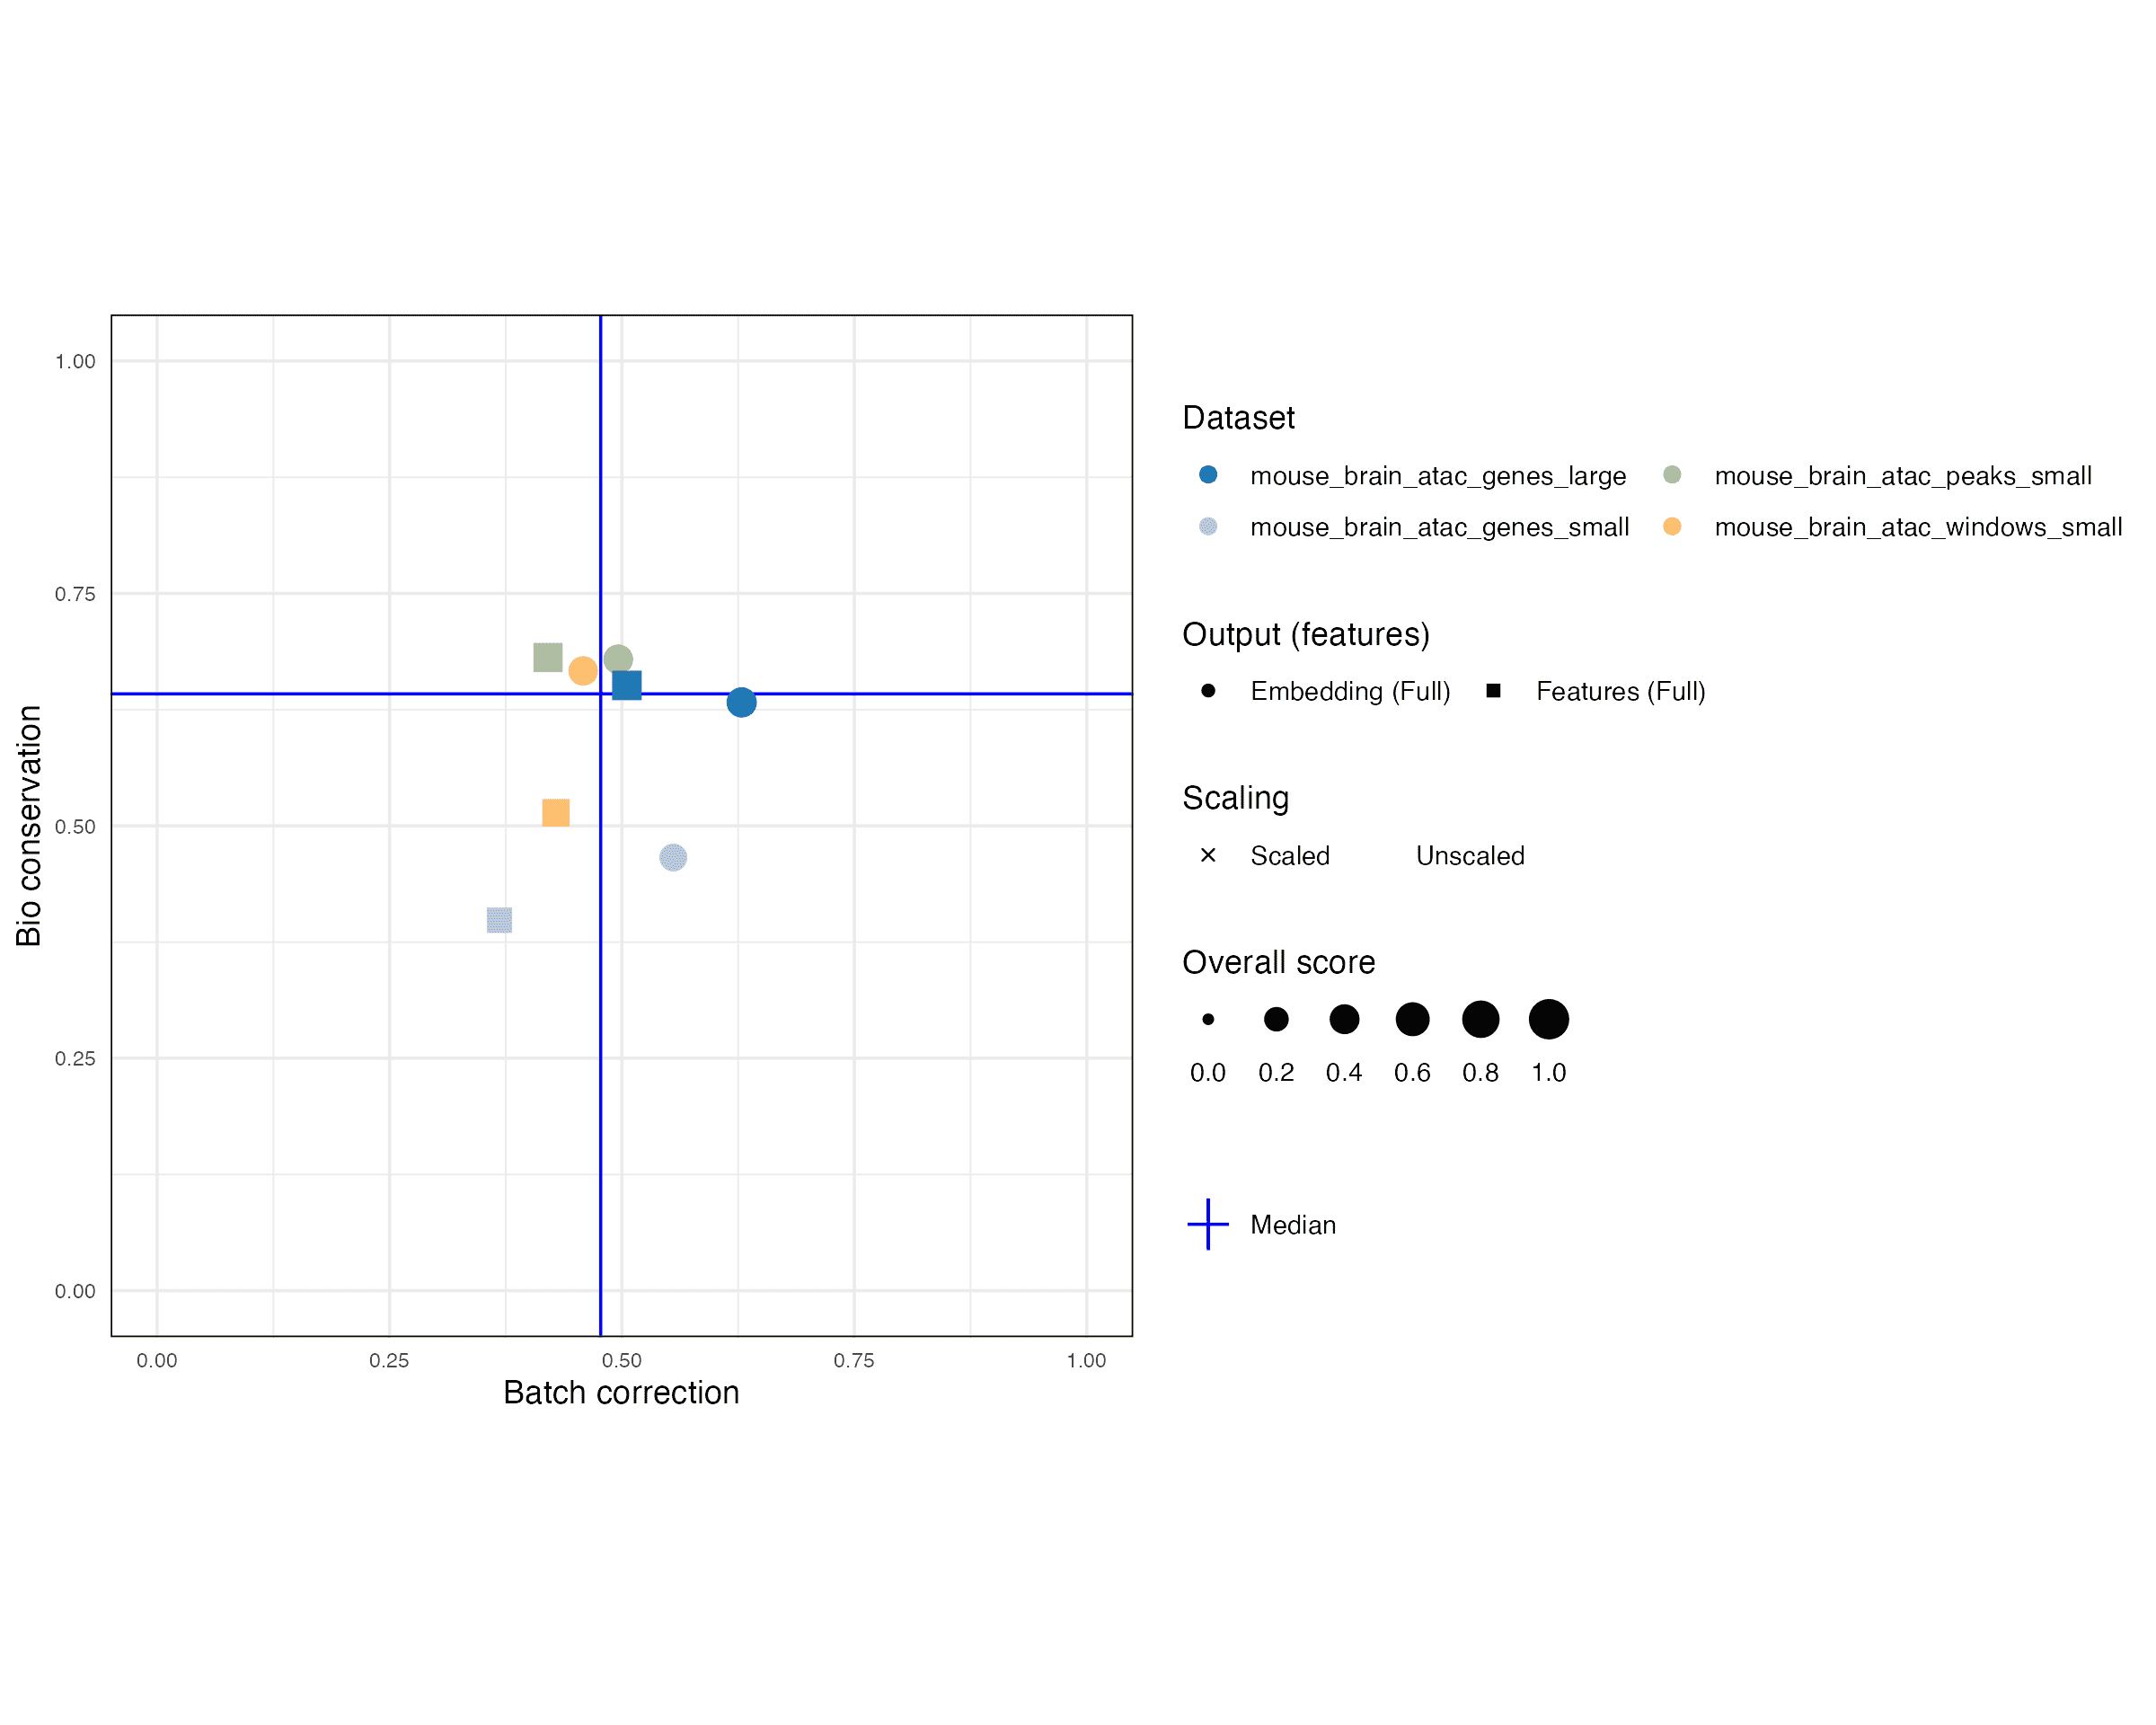 1.00
0.75
0.50
0.25
0.00
Bio conservation
0.00 0.25 0.50 0.75 1.00
Batch correction
Dataset
mouse_brain_atac_genes_large mouse_brain_atac_peaks_small
mouse_brain_atac_genes_small mouse_brain_atac_windows_small
Output (features)
Embedding (Full) Features (Full)
Scaling
Scaled Unscaled
Overall score
0.0 0.2 0.4 0.6 0.8 1.0
Median